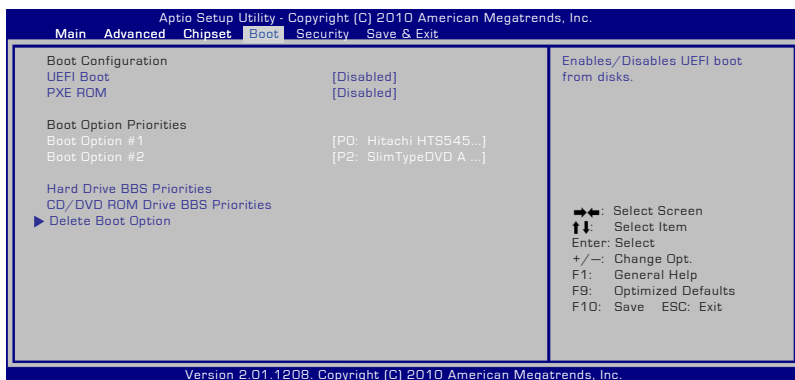 Aptio Setup Utility - Copyright (C) 2010 American Megatrends, Inc.
Main Advanced Chipset Boot Security Save & Exit
Boot Configuration
UEFI Boot [Disabled]
PXE ROM [Disabled]
Boot Option Priorities
Boot Option #1 [P0: Hitachi HTS545...]
Boot Option #2 [P2: SlimTypeDVD A ...]
Hard Drive BBS Priorities
CD/DVD ROM Drive BBS Priorities
▶ Delete Boot Option
Enables/Disables UEFI boot
from disks.
➡⬅: Select Screen
⬆⬇: Select Item
Enter: Select
+/—: Change Opt.
F1: General Help
F9: Optimized Defaults
F10: Save ESC: Exit
Version 2.01.1208. Copyright (C) 2010 American Megatrends, Inc.